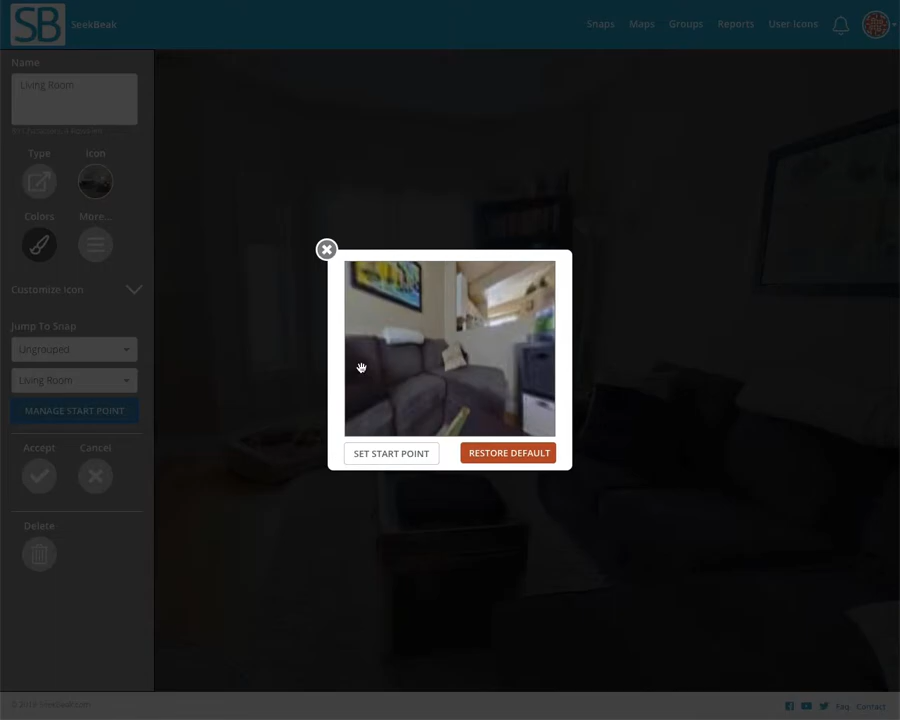 SB SeekBeak
Snaps Maps Groups Reports User Icons
Name
Living Room
Type Icon
Colors More...
Customize Icon
Jump To Snap
Ungrouped
Living Room
MANAGE START POINT
Accept Cancel
Delete
SET START POINT RESTORE DEFAULT
Faq Contact